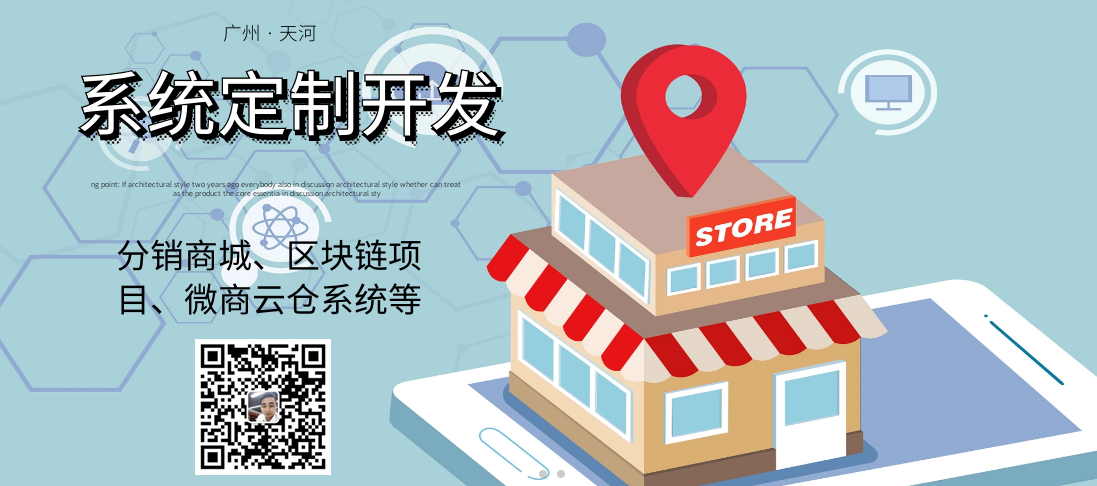 广州 · 天河
系统定制开发
ng point: If architectural style two years ago everybody also in discussion architectural style whether can treat
as the product the core essentia in discussion architectural sty
分销商城、区块链项
目、微商云仓系统等
STORE